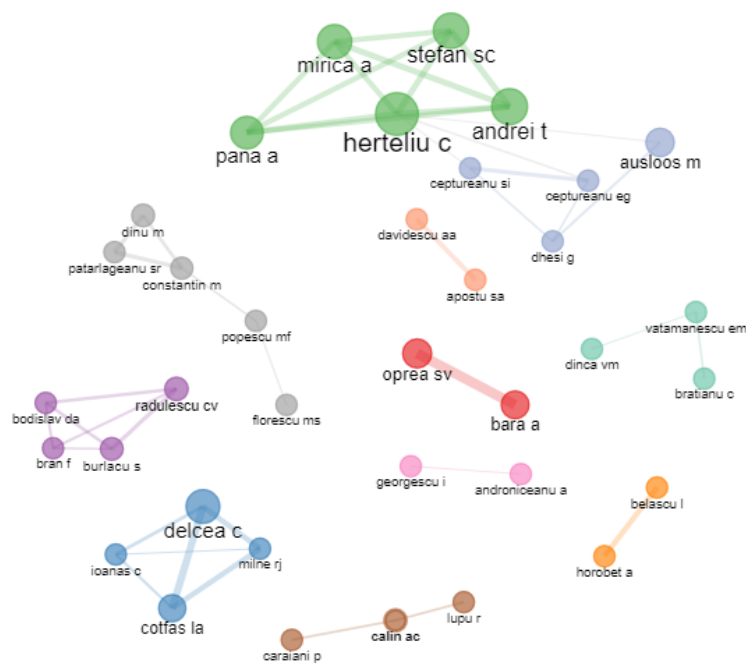 stefan sc
mirica a
herteliu c
andrei t
pana a
ausloos m
ceptureanu si
ceptureanu eg
dinu m
davidescu aa
dhesi g
patarlageanu sr
constantin m
apostu sa
popescu mf
vatamanescu em
dinca vm
oprea sv
bratianu c
radulescu cv
bodislav da
florescu ms
bara a
bran f
burlacu s
georgescu i
androniceanu a
belascu l
delcea c
ioanas c
milne rj
horobet a
cotfas la
lupu r
calin ac
caraiani p